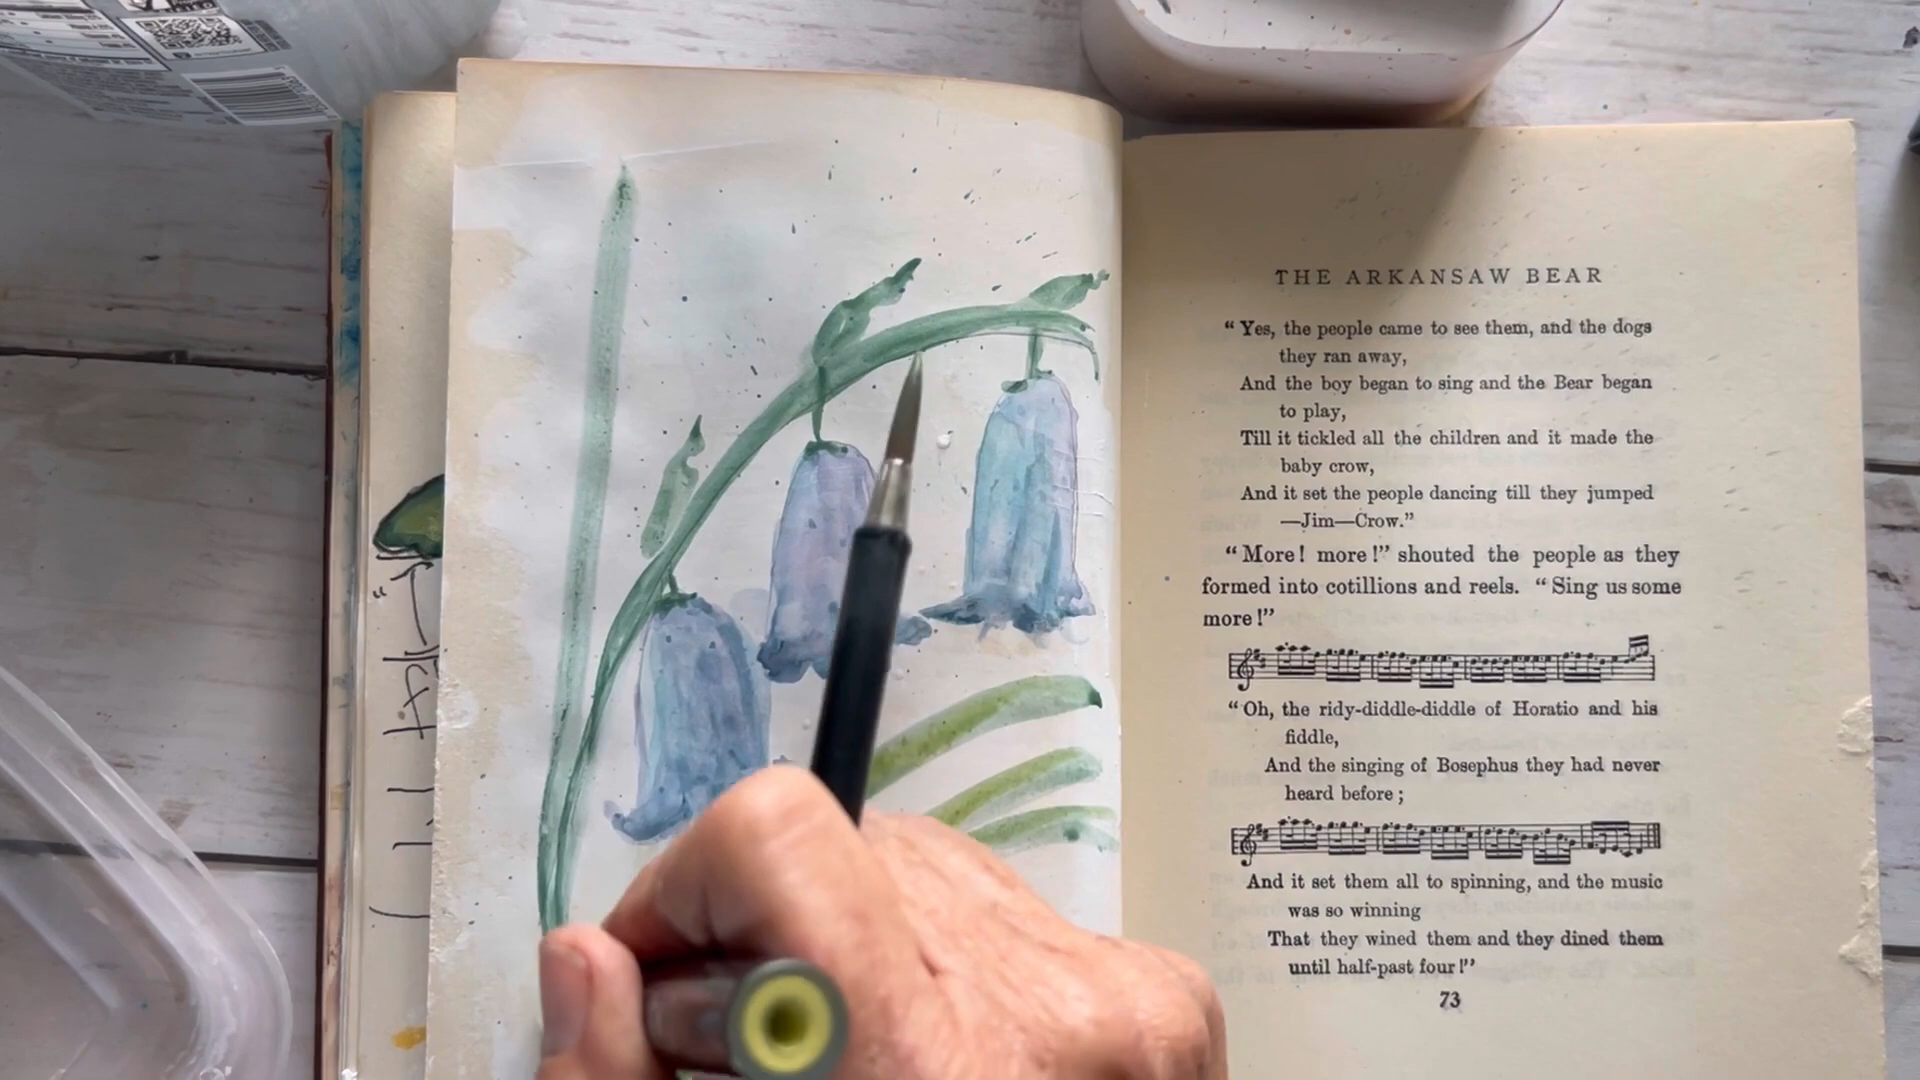 THE ARKANSAW BEAR
“Yes, the people came to see them, and the dogs
they ran away,
And the boy began to sing and the Bear began
to play,
Till it tickled all the children and it made the
baby crow,
And it set the people dancing till they jumped
—Jim—Crow.”
“More! more!” shouted the people as they
formed into cotillions and reels. “Sing us some
more!”
“Oh, the ridy-diddle-diddle of Horatio and his
fiddle,
And the singing of Bosephus they had never
heard before;
And it set them all to spinning, and the music
was so winning
That they wined them and they dined them
until half-past four!”
73